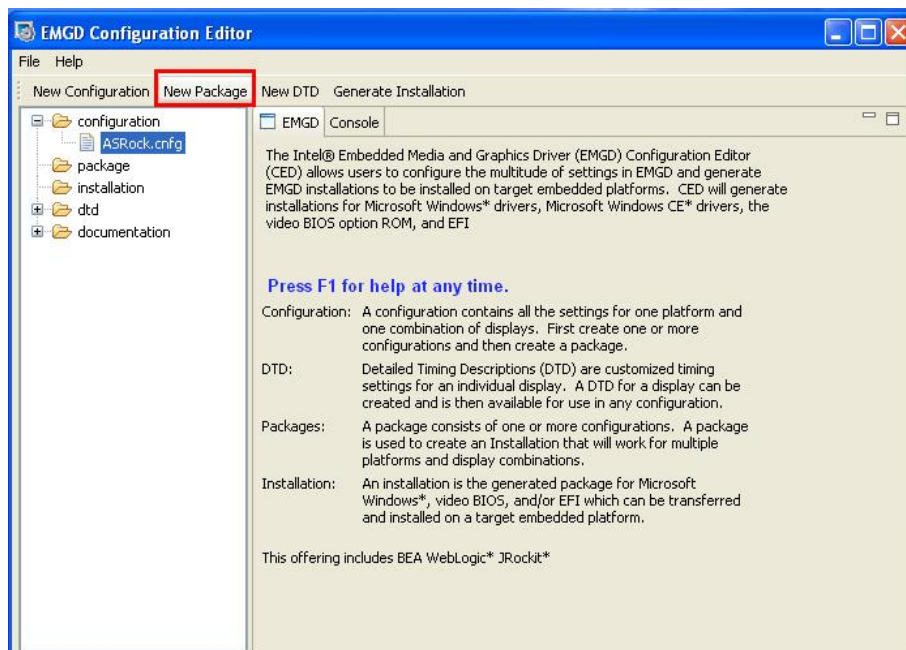 EMGD Configuration Editor
File Help
New Configuration New Package New DTD Generate Installation
configuration
ASRock.cnfg
package
installation
dtd
documentation
EMGD Console
The Intel® Embedded Media and Graphics Driver (EMGD) Configuration Editor
(CED) allows users to configure the multitude of settings in EMGD and generate
EMGD installations to be installed on target embedded platforms. CED will generate
installations for Microsoft Windows* drivers, Microsoft Windows CE* drivers, the
video BIOS option ROM, and EFI
Press F1 for help at any time.
Configuration: A configuration contains all the settings for one platform and
one combination of displays. First create one or more
configurations and then create a package.
DTD: Detailed Timing Descriptions (DTD) are customized timing
settings for an individual display. A DTD for a display can be
created and is then available for use in any configuration.
Packages: A package consists of one or more configurations. A package
is used to create an Installation that will work for multiple
platforms and display combinations.
Installation: An installation is the generated package for Microsoft
Windows*, video BIOS, and/or EFI which can be transferred
and installed on a target embedded platform.
This offering includes BEA WebLogic* JRockit*